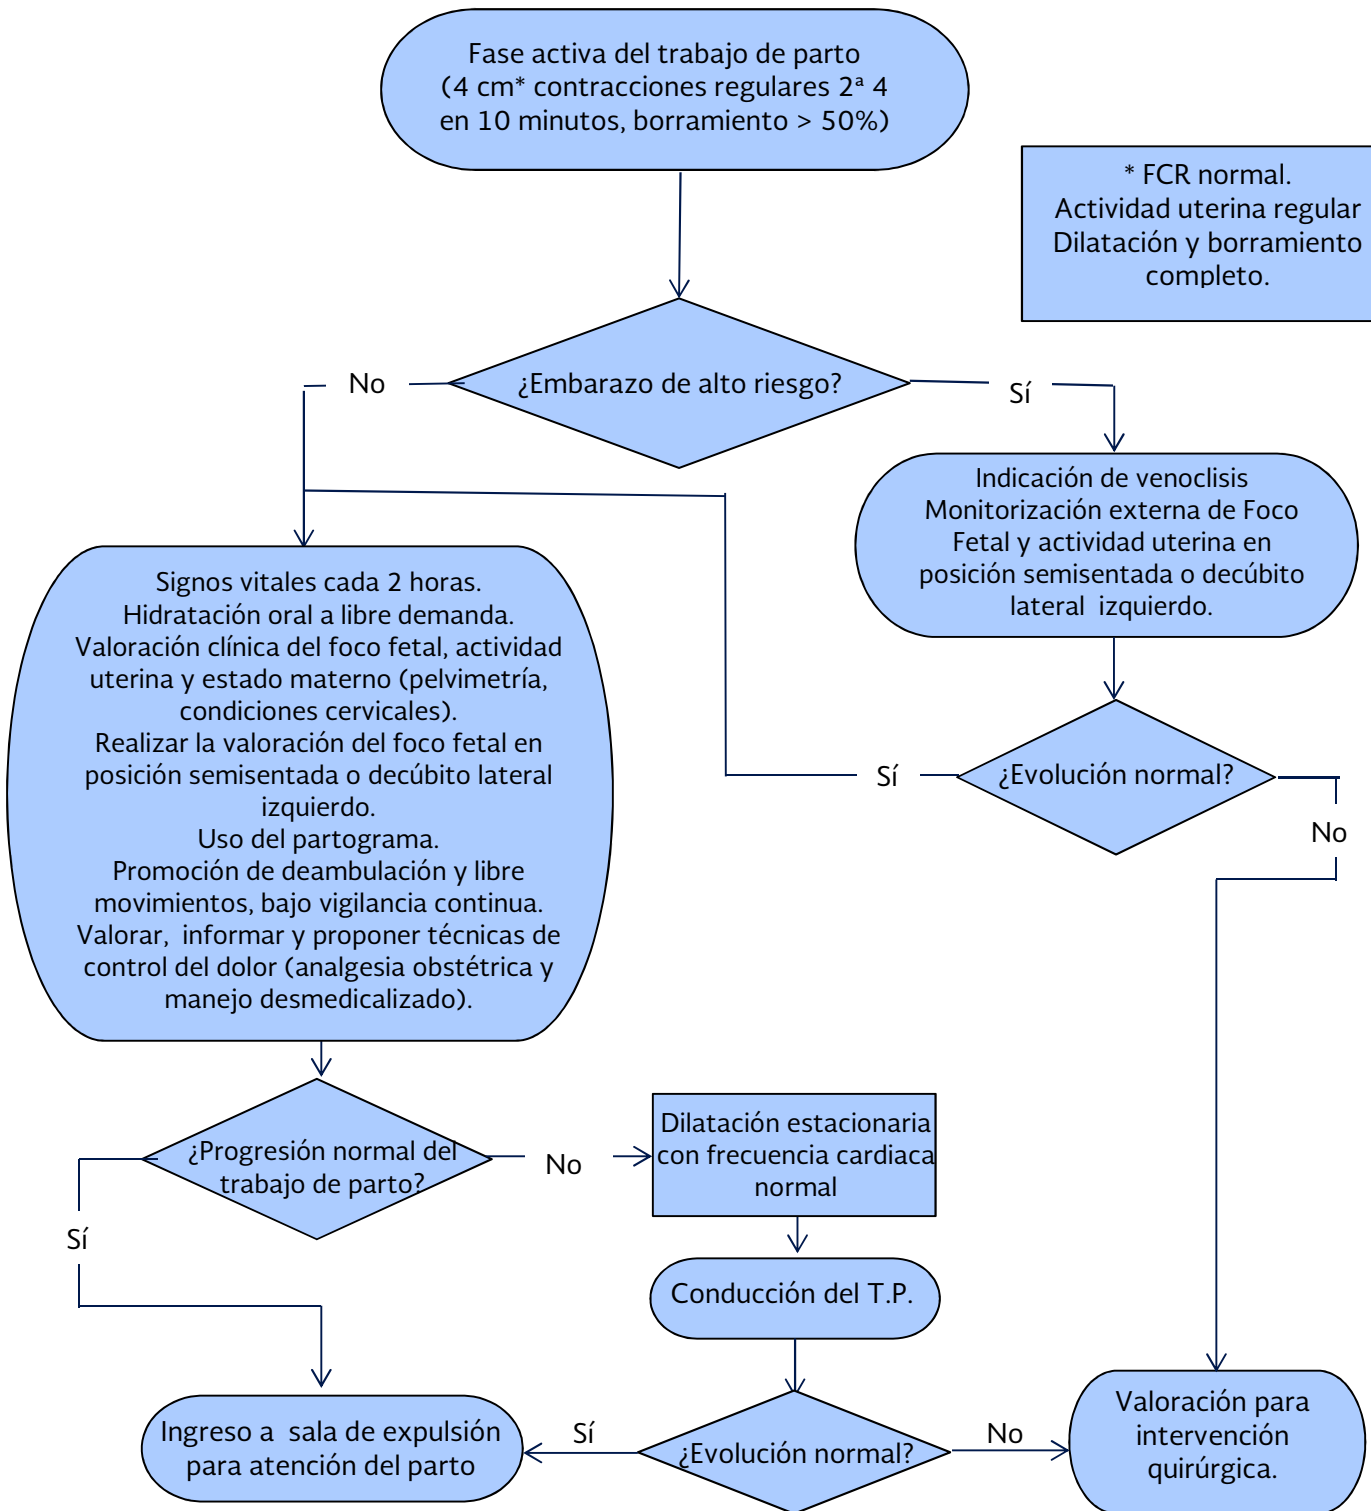 Fase activa del trabajo de parto
(4 cm* contracciones regulares 2ª 4
en 10 minutos, borramiento > 50%)
* FCR normal.
Actividad uterina regular
Dilatación y borramiento
completo.
¿Embarazo de alto riesgo?
No
Sí
Indicación de venoclisis
Monitorización externa de Foco
Fetal y actividad uterina en
posición semisentada o decúbito
lateral izquierdo.
Signos vitales cada 2 horas.
Hidratación oral a libre demanda.
Valoración clínica del foco fetal, actividad
uterina y estado materno (pelvimetría,
condiciones cervicales).
Realizar la valoración del foco fetal en
posición semisentada o decúbito lateral
izquierdo.
Uso del partograma.
Promoción de deambulación y libre
movimientos, bajo vigilancia continua.
Valorar, informar y proponer técnicas de
control del dolor (analgesia obstétrica y
manejo desmedicalizado).
¿Evolución normal?
Sí
No
¿Progresión normal del
trabajo de parto?
No
Sí
Dilatación estacionaria
con frecuencia cardiaca
normal
Conducción del T.P.
¿Evolución normal?
Sí
No
Ingreso a sala de expulsión
para atención del parto
Valoración para
intervención
quirúrgica.